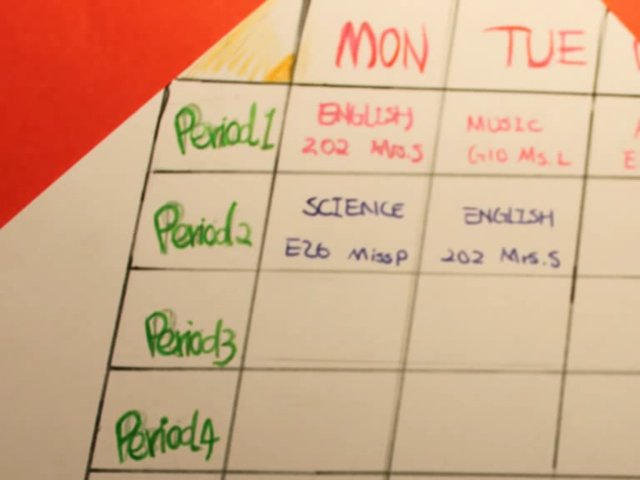 MON TUE
Period1 ENGLISH MUSIC
202 Mrs.S G10 Ms.L
Period2 SCIENCE ENGLISH
E26 MissP 202 Mrs.S
Period3
Period4